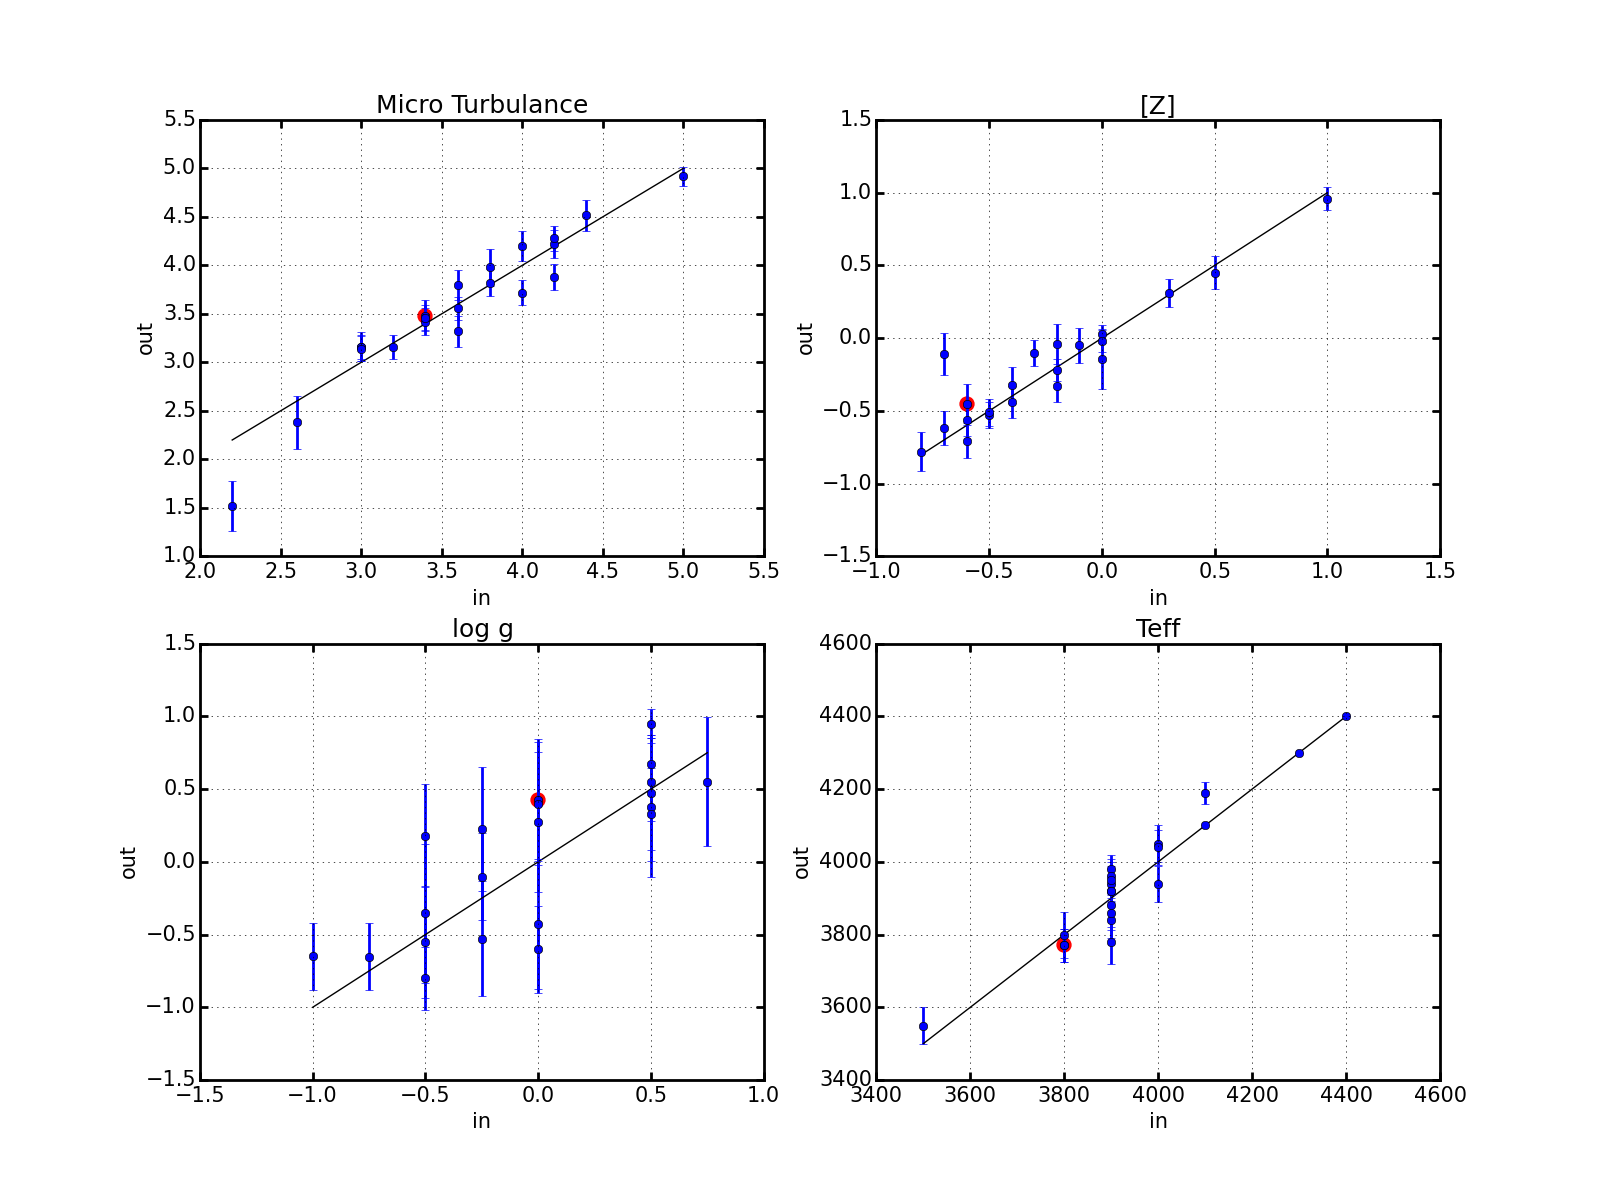 Micro Turbulance
5.5
5.0
4.5
4.0
3.5
3.0
2.5
2.0
1.5
1.0
out
2.0 2.5 3.0 3.5 4.0 4.5 5.0 5.5
in
[Z]
1.5
1.0
0.5
0.0
−0.5
−1.0
−1.5
out
−1.0 −0.5 0.0 0.5 1.0 1.5
in
log g
1.5
1.0
0.5
0.0
−0.5
−1.0
−1.5
out
−1.5 −1.0 −0.5 0.0 0.5 1.0
in
Teff
4600
4400
4200
4000
3800
3600
3400
out
3400 3600 3800 4000 4200 4400 4600
in